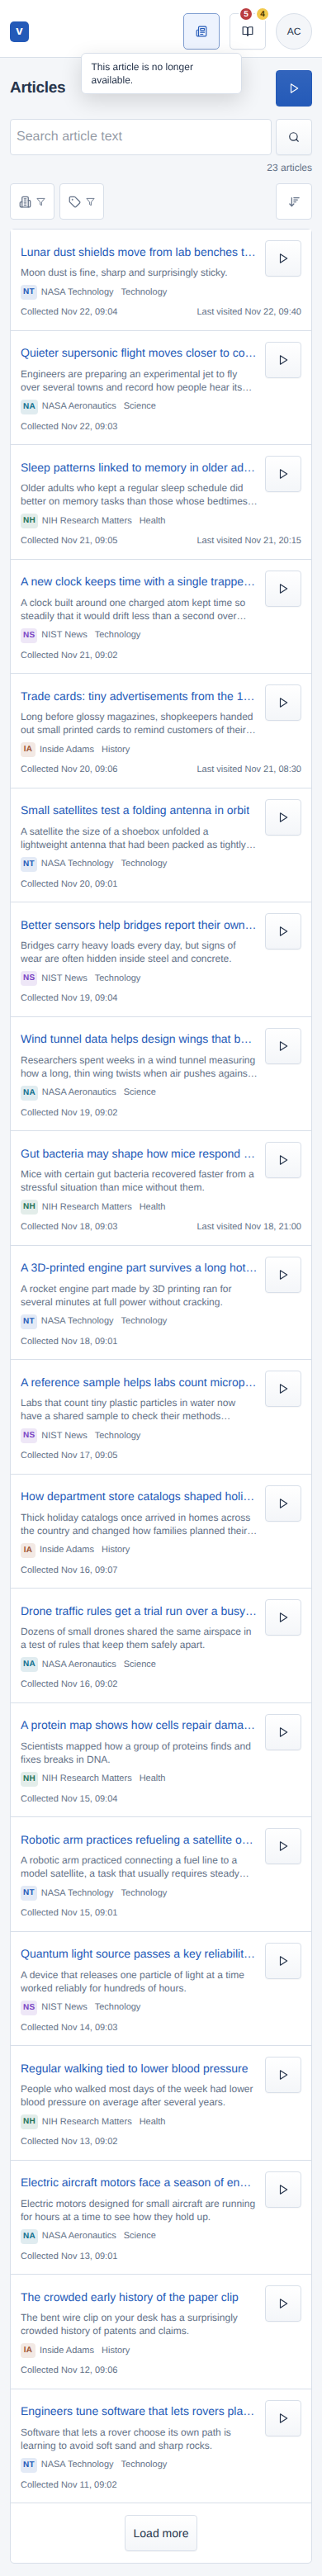 v
5
4
AC
This article is no longer
available.
Articles
Search article text
23 articles
Lunar dust shields move from lab benches t…
Moon dust is fine, sharp and surprisingly sticky.
NT NASA Technology Technology
Collected Nov 22, 09:04 Last visited Nov 22, 09:40
Quieter supersonic flight moves closer to co…
Engineers are preparing an experimental jet to fly
over several towns and record how people hear its…
NA NASA Aeronautics Science
Collected Nov 22, 09:03
Sleep patterns linked to memory in older ad…
Older adults who kept a regular sleep schedule did
better on memory tasks than those whose bedtimes…
NH NIH Research Matters Health
Collected Nov 21, 09:05 Last visited Nov 21, 20:15
A new clock keeps time with a single trappe…
A clock built around one charged atom kept time so
steadily that it would drift less than a second over…
NS NIST News Technology
Collected Nov 21, 09:02
Trade cards: tiny advertisements from the 1…
Long before glossy magazines, shopkeepers handed
out small printed cards to remind customers of their…
IA Inside Adams History
Collected Nov 20, 09:06 Last visited Nov 21, 08:30
Small satellites test a folding antenna in orbit
A satellite the size of a shoebox unfolded a
lightweight antenna that had been packed as tightly…
NT NASA Technology Technology
Collected Nov 20, 09:01
Better sensors help bridges report their own…
Bridges carry heavy loads every day, but signs of
wear are often hidden inside steel and concrete.
NS NIST News Technology
Collected Nov 19, 09:04
Wind tunnel data helps design wings that b…
Researchers spent weeks in a wind tunnel measuring
how a long, thin wing twists when air pushes agains…
NA NASA Aeronautics Science
Collected Nov 19, 09:02
Gut bacteria may shape how mice respond …
Mice with certain gut bacteria recovered faster from a
stressful situation than mice without them.
NH NIH Research Matters Health
Collected Nov 18, 09:03 Last visited Nov 18, 21:00
A 3D-printed engine part survives a long hot…
A rocket engine part made by 3D printing ran for
several minutes at full power without cracking.
NT NASA Technology Technology
Collected Nov 18, 09:01
A reference sample helps labs count microp…
Labs that count tiny plastic particles in water now
have a shared sample to check their methods…
NS NIST News Technology
Collected Nov 17, 09:05
How department store catalogs shaped holi…
Thick holiday catalogs once arrived in homes across
the country and changed how families planned their…
IA Inside Adams History
Collected Nov 16, 09:07
Drone traffic rules get a trial run over a busy…
Dozens of small drones shared the same airspace in
a test of rules that keep them safely apart.
NA NASA Aeronautics Science
Collected Nov 16, 09:02
A protein map shows how cells repair dama…
Scientists mapped how a group of proteins finds and
fixes breaks in DNA.
NH NIH Research Matters Health
Collected Nov 15, 09:04
Robotic arm practices refueling a satellite o…
A robotic arm practiced connecting a fuel line to a
model satellite, a task that usually requires steady…
NT NASA Technology Technology
Collected Nov 15, 09:01
Quantum light source passes a key reliabilit…
A device that releases one particle of light at a time
worked reliably for hundreds of hours.
NS NIST News Technology
Collected Nov 14, 09:03
Regular walking tied to lower blood pressure
People who walked most days of the week had lower
blood pressure on average after several years.
NH NIH Research Matters Health
Collected Nov 13, 09:02
Electric aircraft motors face a season of en…
Electric motors designed for small aircraft are running
for hours at a time to see how they hold up.
NA NASA Aeronautics Science
Collected Nov 13, 09:01
The crowded early history of the paper clip
The bent wire clip on your desk has a surprisingly
crowded history of patents and claims.
IA Inside Adams History
Collected Nov 12, 09:06
Engineers tune software that lets rovers pla…
Software that lets a rover choose its own path is
learning to avoid soft sand and sharp rocks.
NT NASA Technology Technology
Collected Nov 11, 09:02
Load more